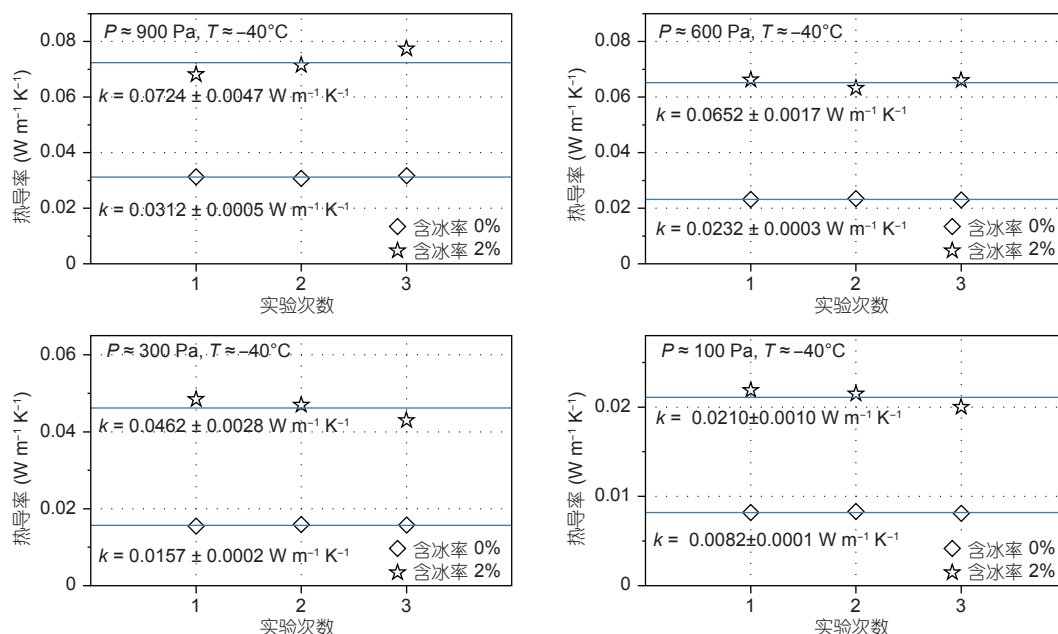 P ≈ 900 Pa, T ≈ –40°C
0.08
0.06
0.04
0.02
0
热导率 (W m⁻¹ K⁻¹)
k = 0.0724 ± 0.0047 W m⁻¹ K⁻¹
k = 0.0312 ± 0.0005 W m⁻¹ K⁻¹
含冰率 0%
含冰率 2%
1 2 3
实验次数
P ≈ 600 Pa, T ≈ –40°C
0.08
0.06
0.04
0.02
0
热导率 (W m⁻¹ K⁻¹)
k = 0.0652 ± 0.0017 W m⁻¹ K⁻¹
k = 0.0232 ± 0.0003 W m⁻¹ K⁻¹
含冰率 0%
含冰率 2%
1 2 3
实验次数
P ≈ 300 Pa, T ≈ –40°C
0.06
0.04
0.02
0
热导率 (W m⁻¹ K⁻¹)
k = 0.0462 ± 0.0028 W m⁻¹ K⁻¹
k = 0.0157 ± 0.0002 W m⁻¹ K⁻¹
含冰率 0%
含冰率 2%
1 2 3
实验次数
P ≈ 100 Pa, T ≈ –40°C
0.02
0.01
0
热导率 (W m⁻¹ K⁻¹)
k = 0.0210±0.0010 W m⁻¹ K⁻¹
k = 0.0082±0.0001 W m⁻¹ K⁻¹
含冰率 0%
含冰率 2%
1 2 3
实验次数